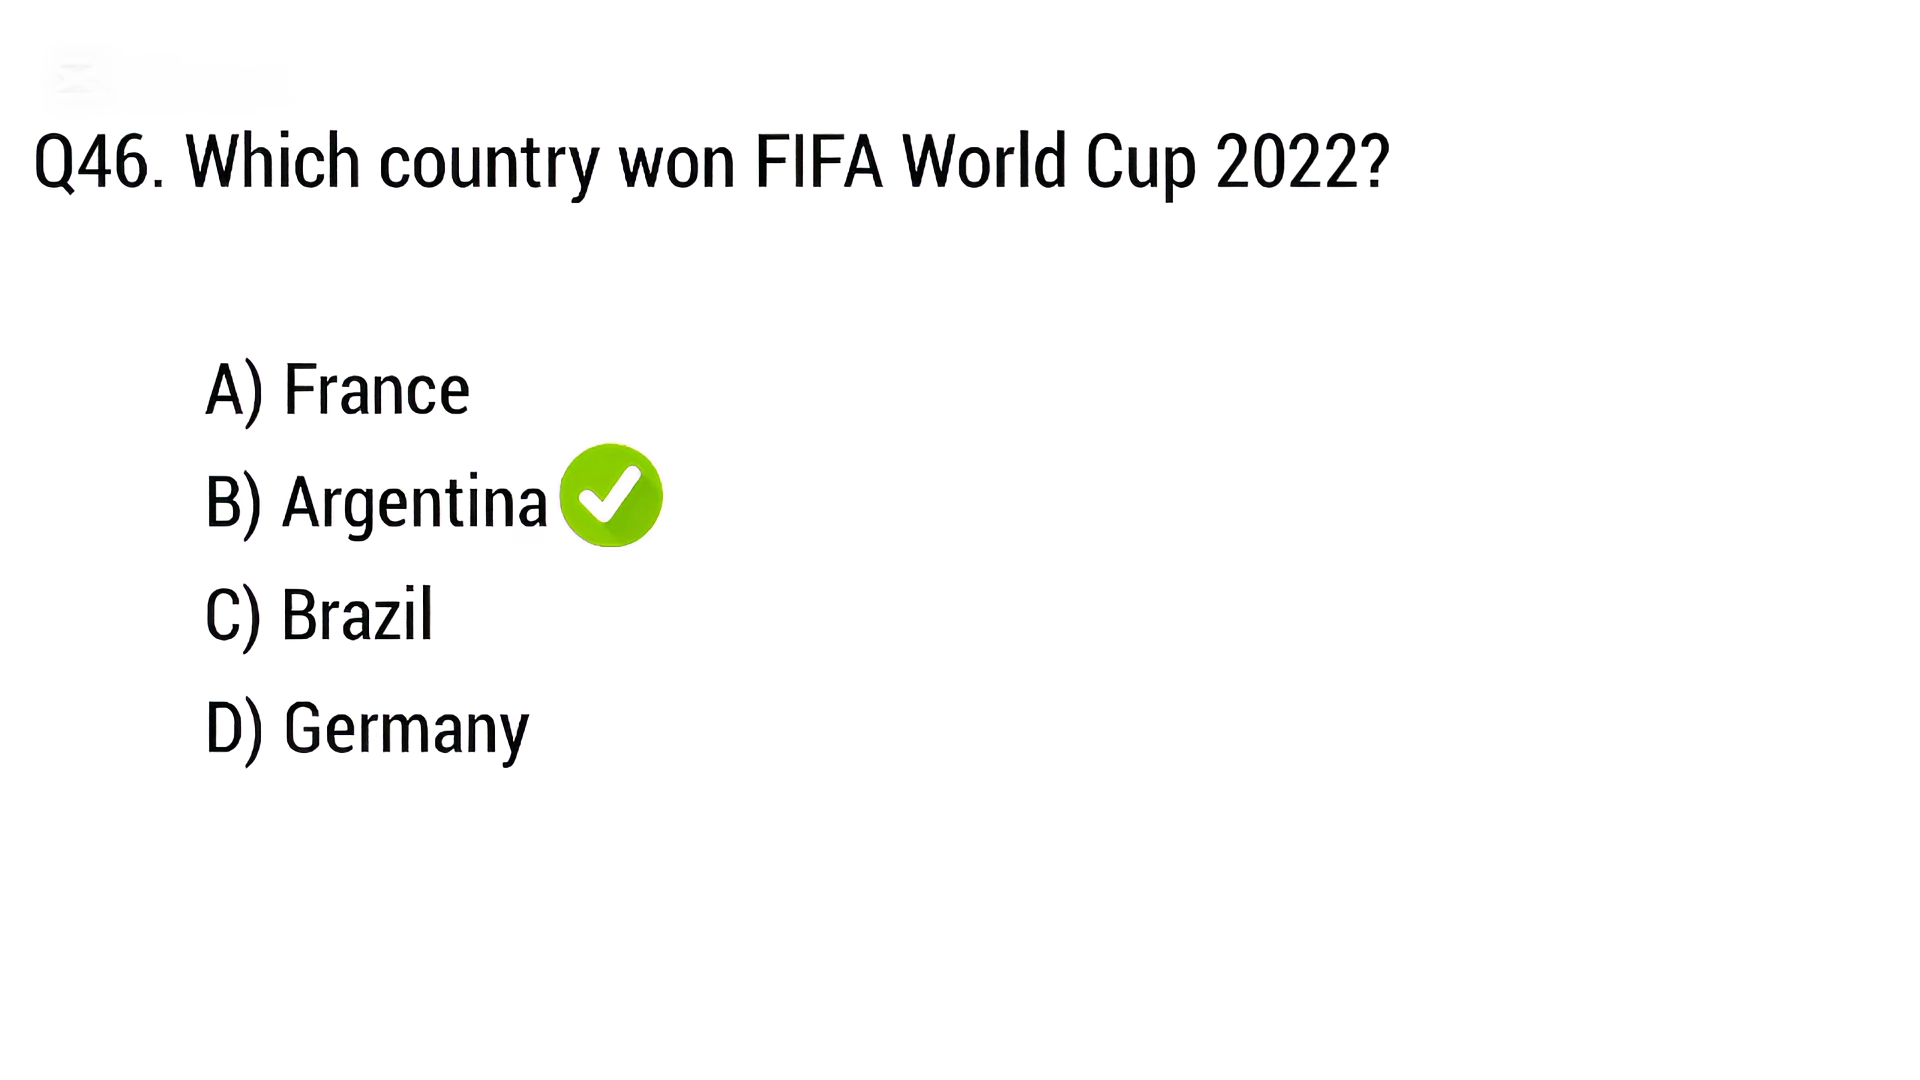 Q46. Which country won FIFA World Cup 2022?
A) France
B) Argentina
C) Brazil
D) Germany